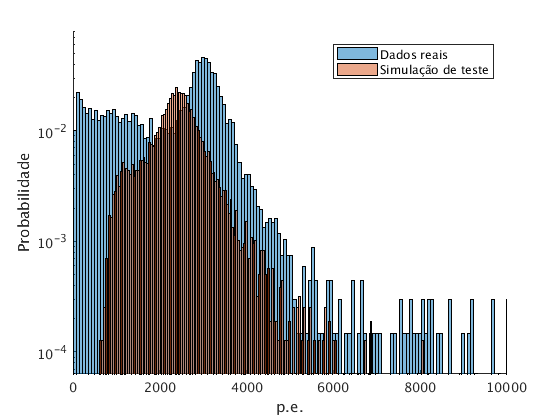 Dados reais
Simulação de teste
Probabilidade
10-2
10-3
10-4
0 2000 4000 6000 8000 10000
p.e.